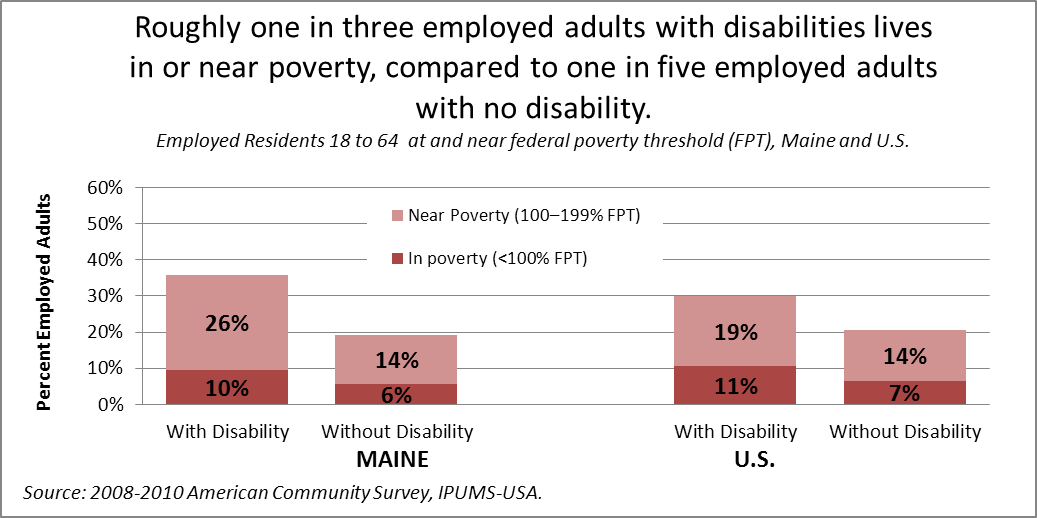 Roughly one in three employed adults with disabilities lives
in or near poverty, compared to one in five employed adults
with no disability.
Employed Residents 18 to 64 at and near federal poverty threshold (FPT), Maine and U.S.
Percent Employed Adults
60%
50%
40%
30%
20%
10%
0%
Near Poverty (100–199% FPT)
In poverty (<100% FPT)
26%
10%
14%
6%
19%
11%
14%
7%
With Disability
Without Disability
With Disability
Without Disability
MAINE
U.S.
Source: 2008-2010 American Community Survey, IPUMS-USA.